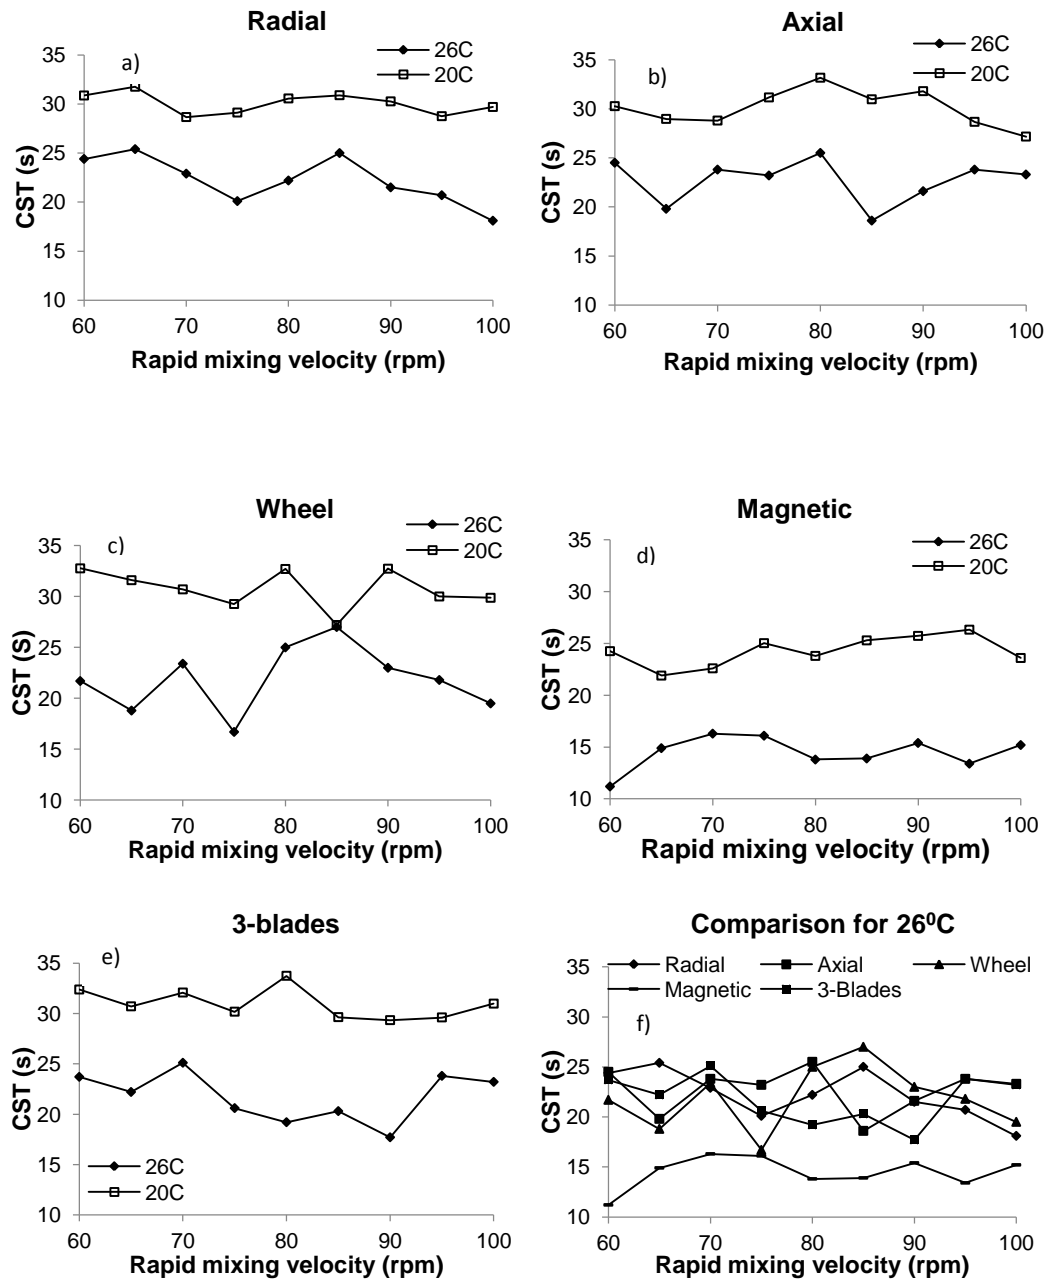 Radial
26C
20C
a)
35
30
25
20
15
10
CST (s)
60 70 80 90 100
Rapid mixing velocity (rpm)
Axial
26C
20C
b)
35
30
25
20
15
10
CST (s)
60 70 80 90 100
Rapid mixing velocity (rpm)
Wheel
26C
20C
c)
35
30
25
20
15
10
CST (S)
60 70 80 90 100
Rapid mixing velocity (rpm)
Magnetic
26C
20C
d)
35
30
25
20
15
10
CST (s)
60 70 80 90 100
Rapid mixing velocity (rpm)
3-blades
e)
35
30
25
20
15
10
CST (s)
26C
20C
60 70 80 90 100
Rapid mixing velocity (rpm)
Comparison for 26⁰C
Radial Axial Wheel
Magnetic 3-Blades
f)
35
30
25
20
15
10
CST (s)
60 70 80 90 100
Rapid mixing velocity (rpm)